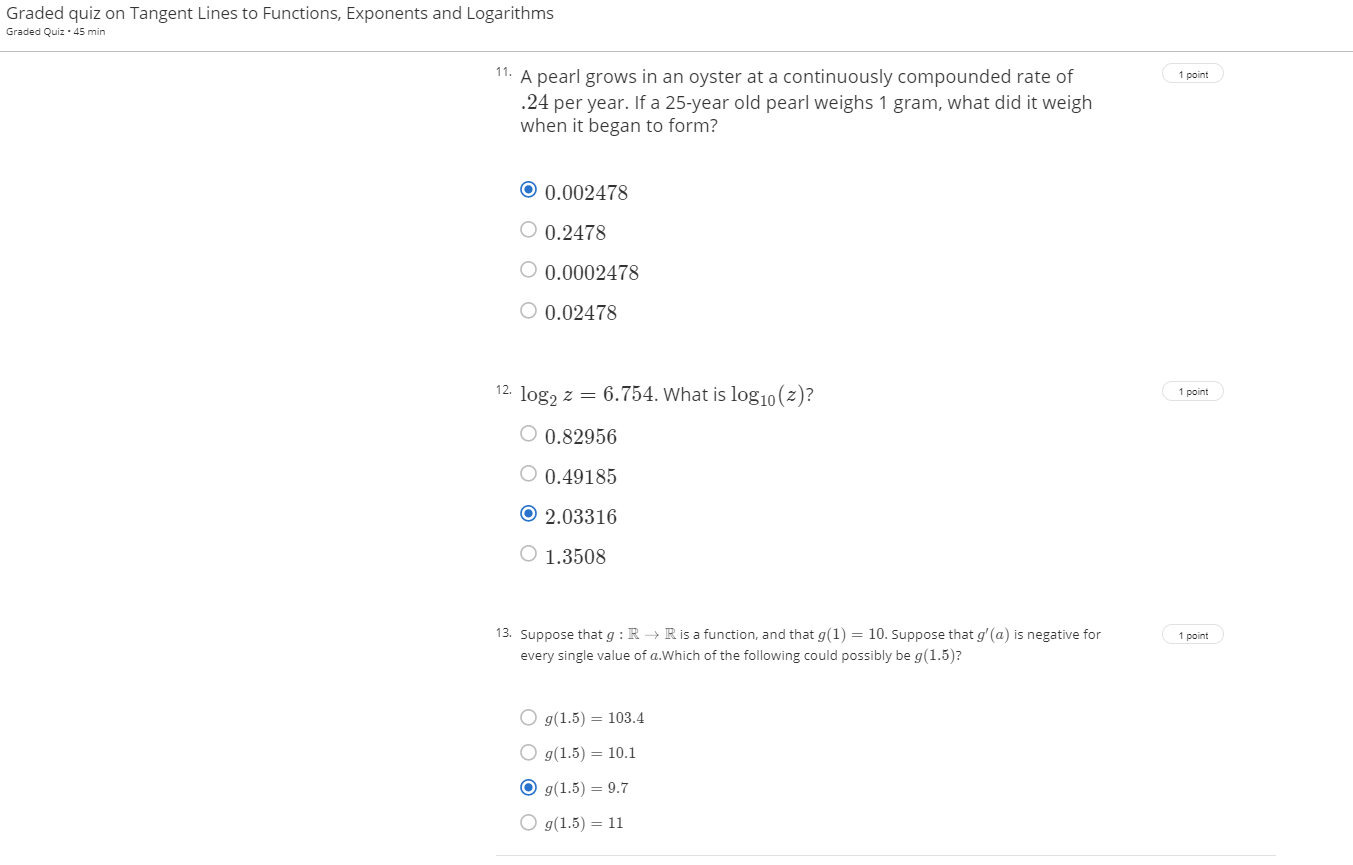 Graded quiz on Tangent Lines to Functions, Exponents and Logarithms
Graded Quiz • 45 min
11. A pearl grows in an oyster at a continuously compounded rate of
.24 per year. If a 25-year old pearl weighs 1 gram, what did it weigh
when it began to form?
1 point
0.002478
0.2478
0.0002478
0.02478
12. log₂ z = 6.754. What is log₁₀(z)?
1 point
0.82956
0.49185
2.03316
1.3508
13. Suppose that g : ℝ → ℝ is a function, and that g(1) = 10. Suppose that g′(a) is negative for
every single value of a.Which of the following could possibly be g(1.5)?
1 point
g(1.5) = 103.4
g(1.5) = 10.1
g(1.5) = 9.7
g(1.5) = 11